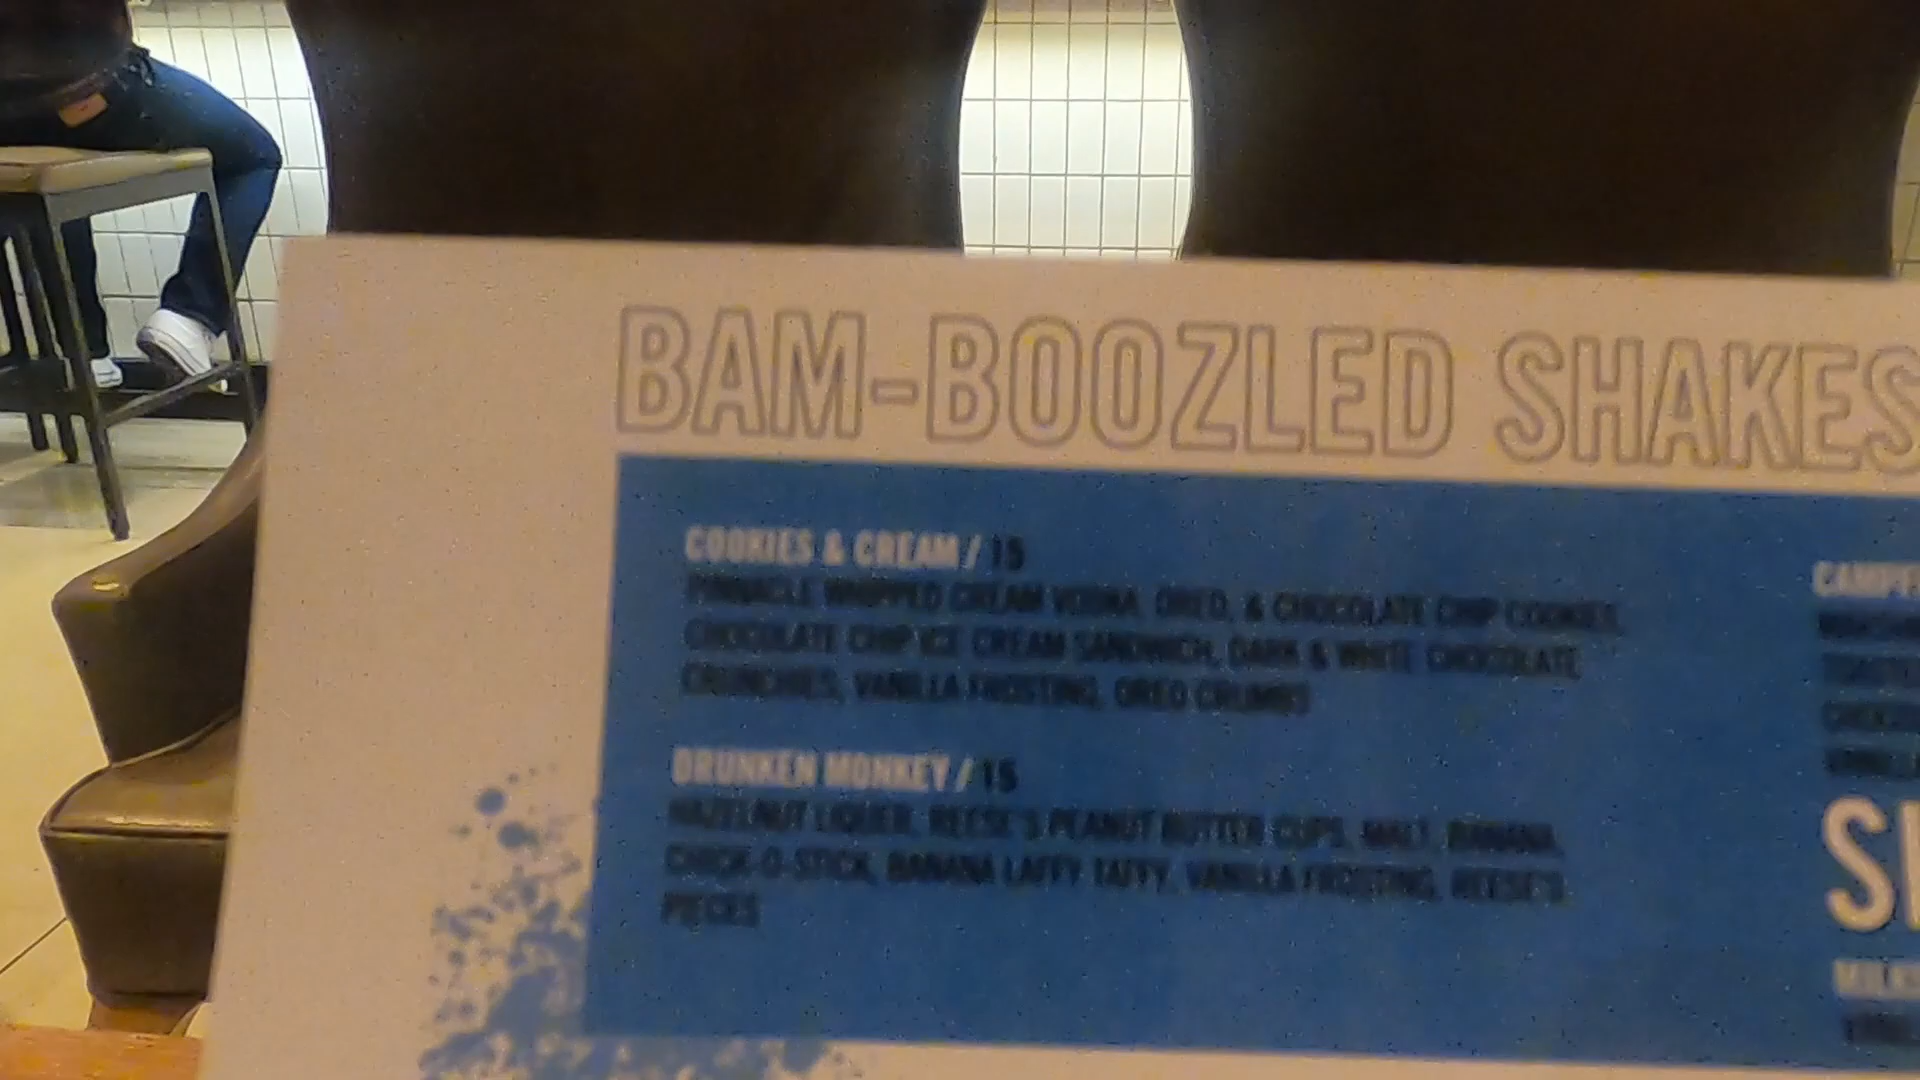 BAM-BOOZLED SHAKES
COOKIES & CREAM / 15
PINNACLE WHIPPED CREAM VODKA, OREO, & CHOCOLATE CHIP COOKIES,
CHOCOLATE CHIP ICE CREAM SANDWICH, DARK & WHITE CHOCOLATE
CRUNCHIES, VANILLA FROSTING, OREO CRUMBS
DRUNKEN MONKEY / 15
HAZELNUT LIQUER, REESE'S PEANUT BUTTER CUPS, MALT, BANANA,
CHICK-O-STICK, BANANA LAFFY TAFFY, VANILLA FROSTING, REESE'S
PIECES